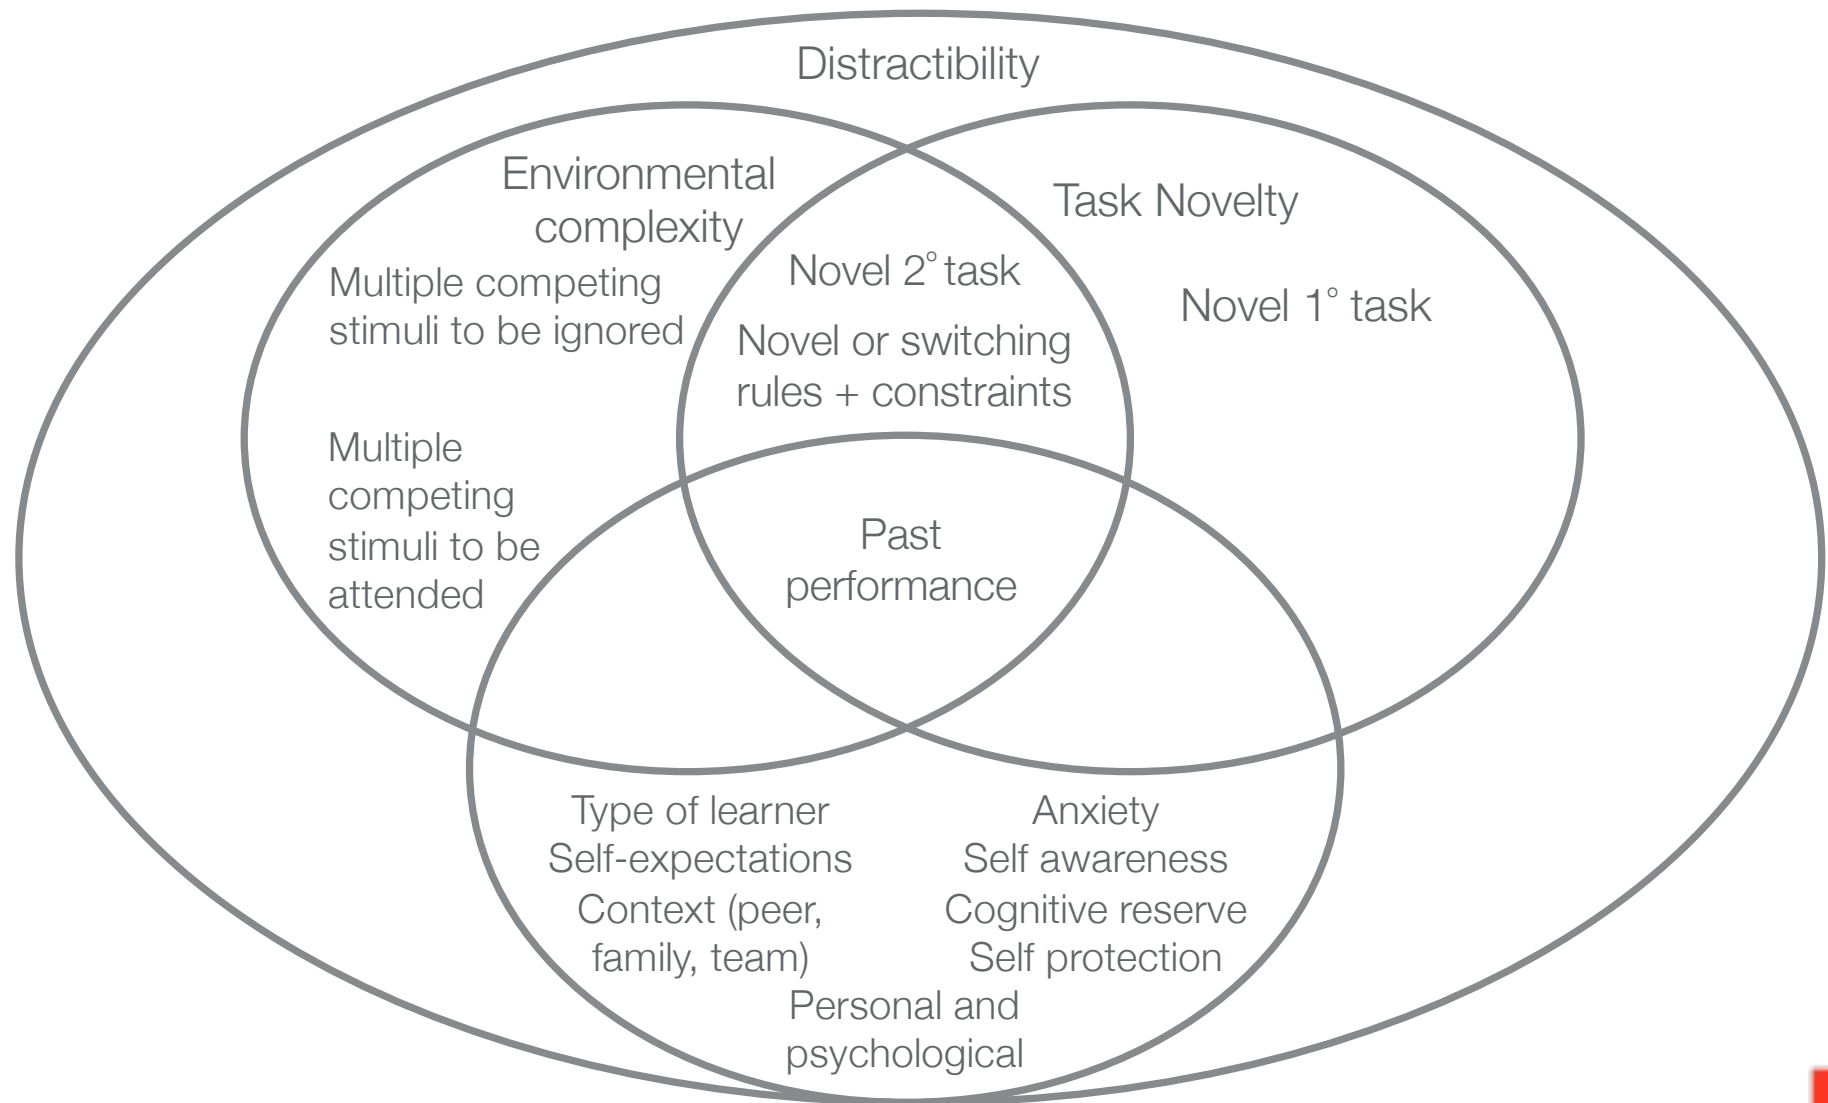 Distractibility
Environmental
complexity
Multiple competing
stimuli to be ignored
Multiple
competing
stimuli to be
attended
Novel 2° task
Novel or switching
rules + constraints
Task Novelty
Novel 1° task
Past
performance
Type of learner
Self-expectations
Context (peer,
family, team)
Anxiety
Self awareness
Cognitive reserve
Self protection
Personal and
psychological